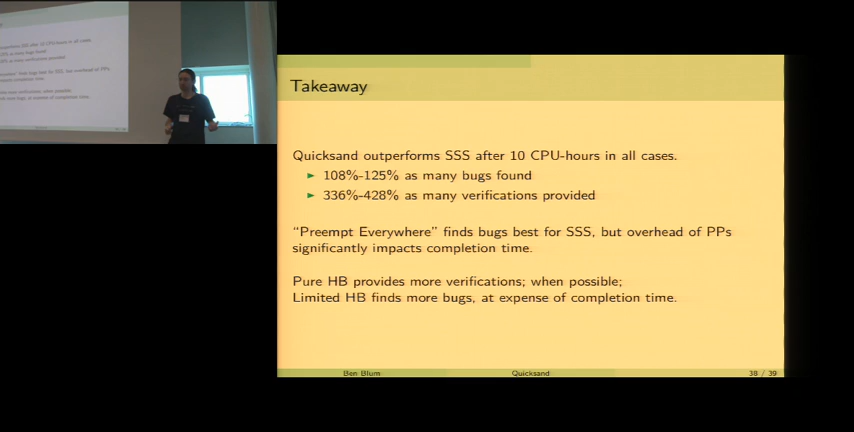 Takeaway
Quicksand outperforms SSS after 10 CPU-hours in all cases.
► 108%-125% as many bugs found
► 336%-428% as many verifications provided
“Preempt Everywhere” finds bugs best for SSS, but overhead of PPs
significantly impacts completion time.
Pure HB provides more verifications; when possible;
Limited HB finds more bugs, at expense of completion time.
Ben Blum Quicksand 38 / 39